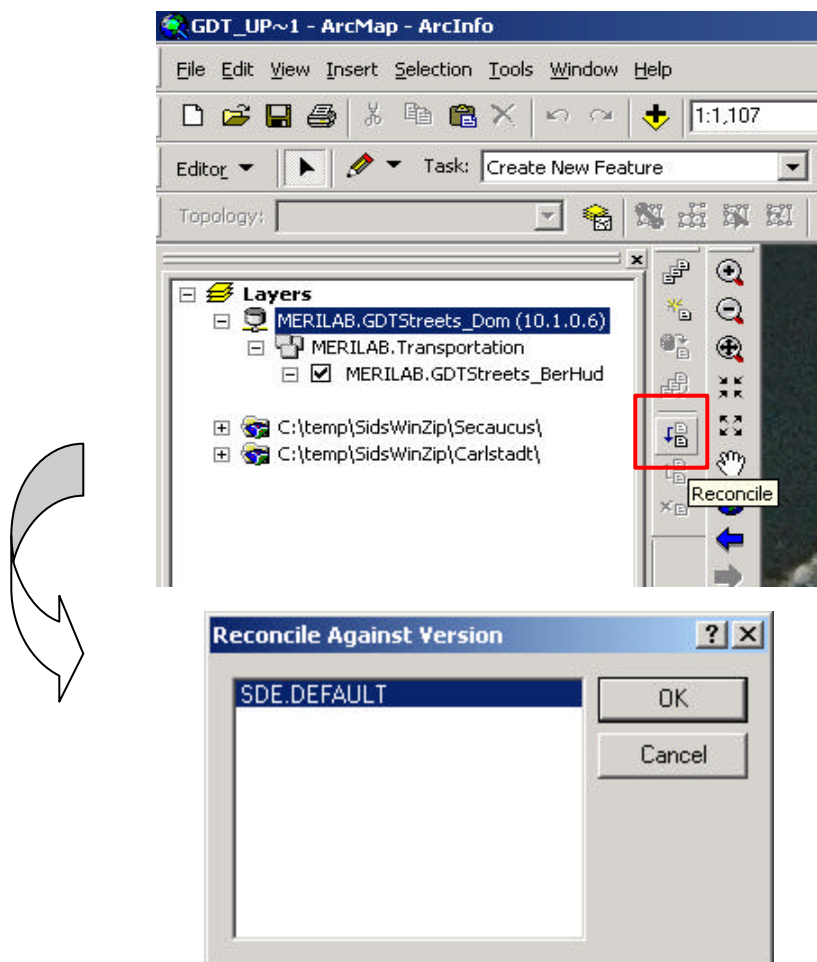 GDT_UP~1 - ArcMap - ArcInfo
File Edit View Insert Selection Tools Window Help
1:1,107
Editor Task: Create New Feature
Topology:
Layers
MERILAB.GDTStreets_Dom (10.1.0.6)
MERILAB.Transportation
MERILAB.GDTStreets_BerHud
C:\temp\SidsWinZip\Secaucus\
C:\temp\SidsWinZip\Carlstadt\
Reconcile
Reconcile Against Version
SDE.DEFAULT
OK
Cancel